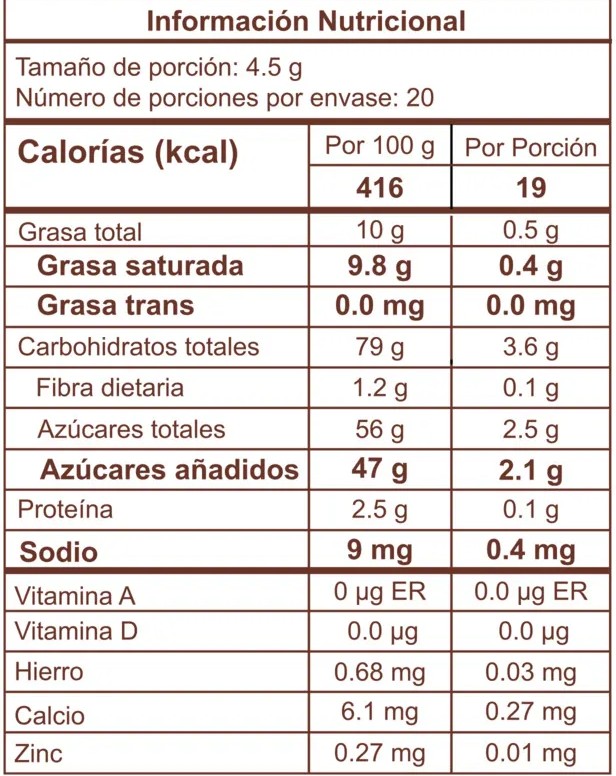 Información Nutricional
Tamaño de porción: 4.5 g
Número de porciones por envase: 20
Calorías (kcal) Por 100 g Por Porción
416 19
Grasa total 10 g 0.5 g
Grasa saturada 9.8 g 0.4 g
Grasa trans 0.0 mg 0.0 mg
Carbohidratos totales 79 g 3.6 g
Fibra dietaria 1.2 g 0.1 g
Azúcares totales 56 g 2.5 g
Azúcares añadidos 47 g 2.1 g
Proteína 2.5 g 0.1 g
Sodio 9 mg 0.4 mg
Vitamina A 0 µg ER 0.0 µg ER
Vitamina D 0.0 µg 0.0 µg
Hierro 0.68 mg 0.03 mg
Calcio 6.1 mg 0.27 mg
Zinc 0.27 mg 0.01 mg